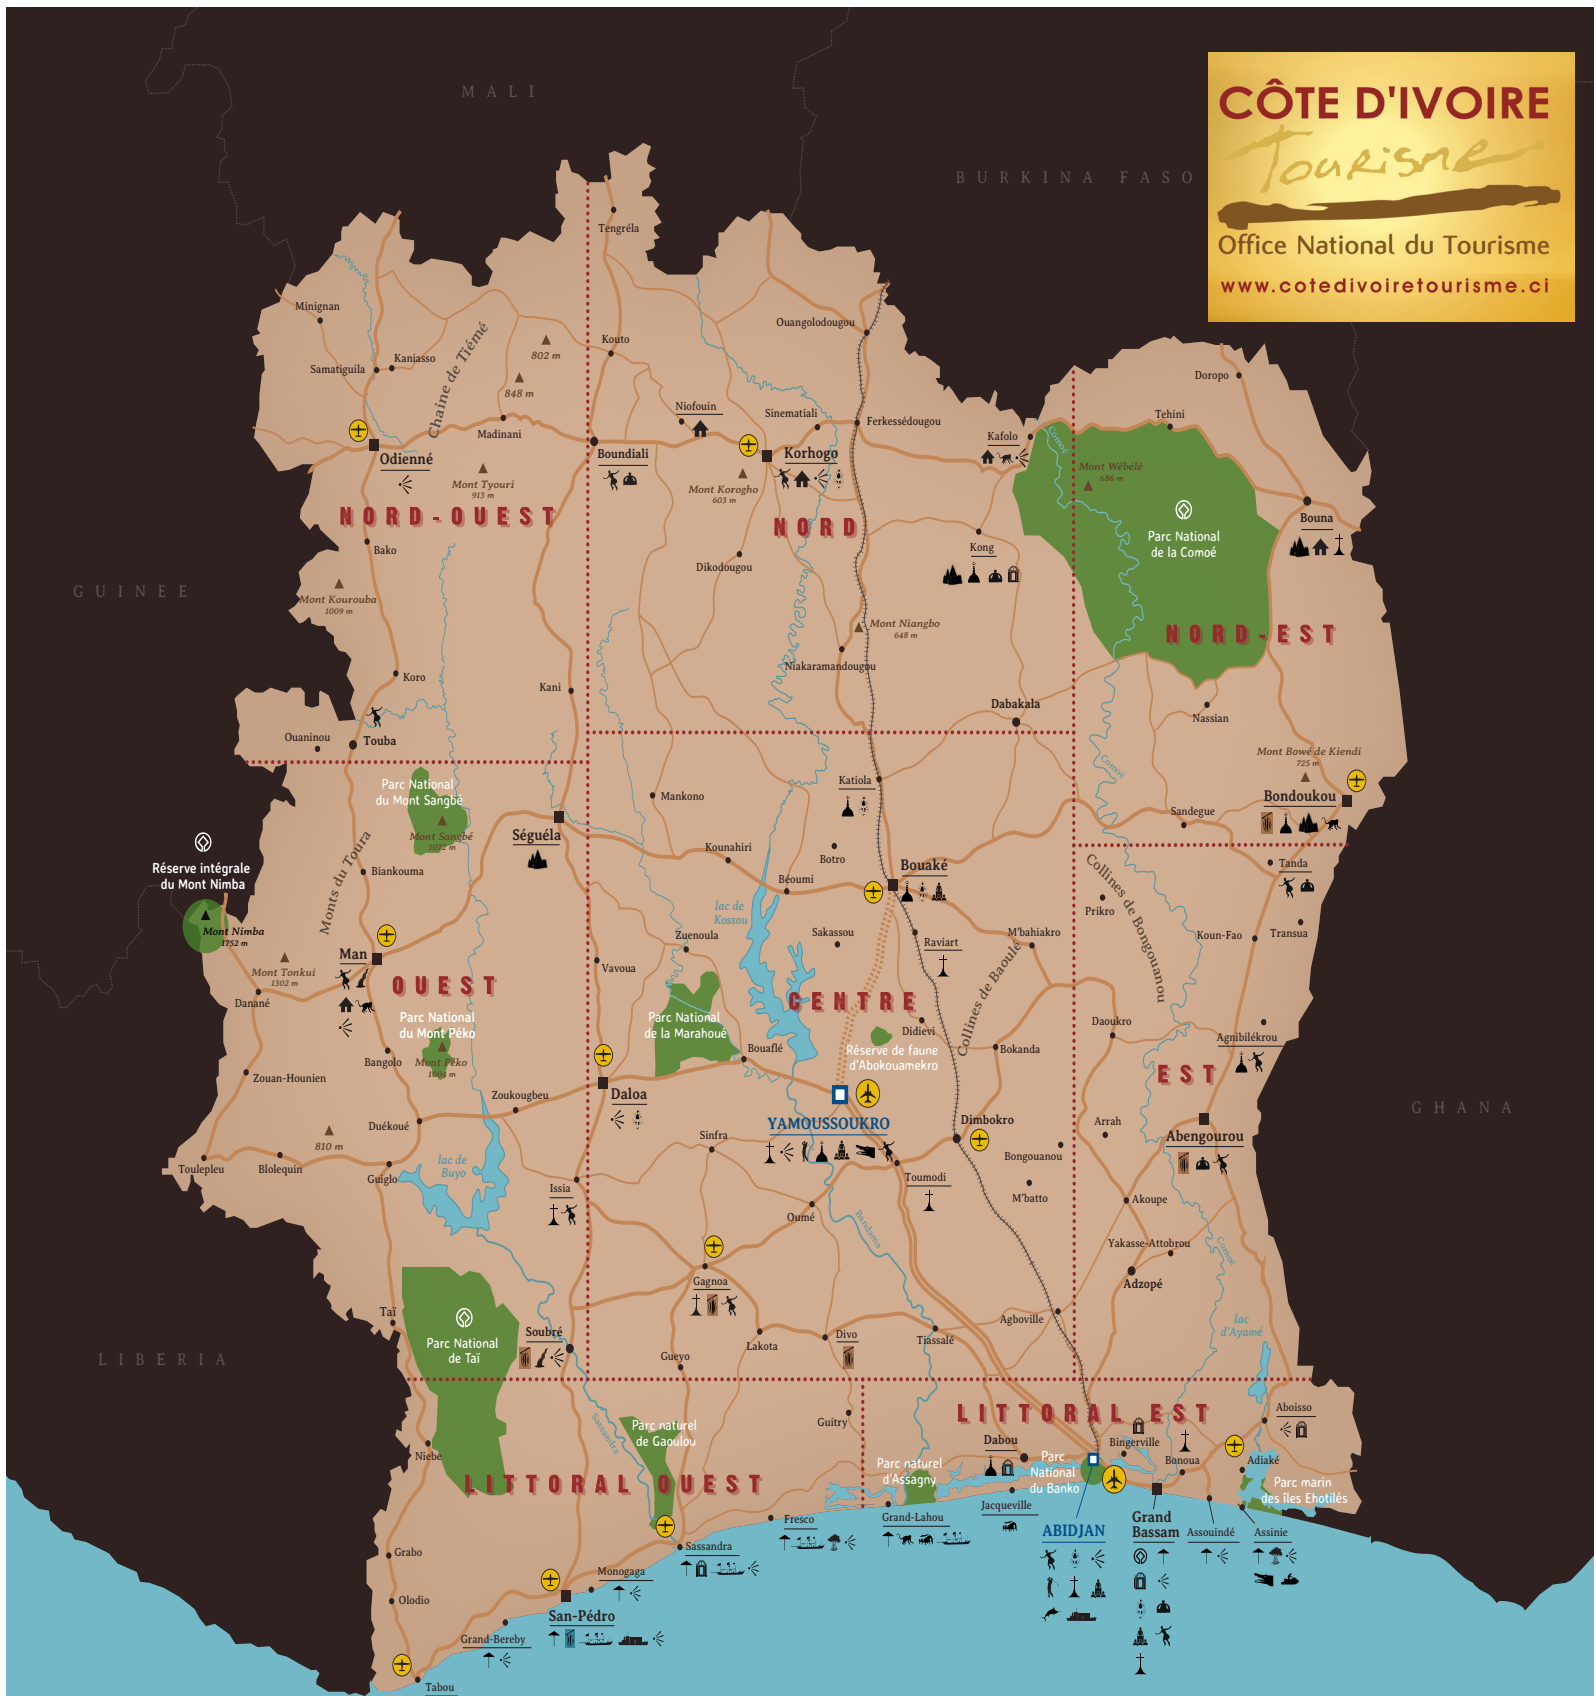 MALI
BURKINA FASO
CÔTE D'IVOIRE
Tourisme
Office National du Tourisme
www.cotedivoiretourisme.ci
Tengréla
Minignan
Ouangolodougou
Kouto
802 m
Samatiguila
Kaniasso
Chaine de Tiémé
848 m
Doropo
Niofouin
Sinematiali
Ferkessédougou
Tehini
Madinani
Kafolo
Comoé
Odienné
Boundiali
Korhogo
Mont Wébélé
686 m
Mont Tyouri
913 m
Mont Korogho
603 m
NORD-OUEST
NORD
Parc National
de la Comoé
Bouna
Bako
Dikodougou
Kong
GUINEE
Mont Kourouba
1009 m
Mont Niangbo
648 m
NORD-EST
Niakaramandougou
Koro
Kani
Dabakala
Nassian
Ouaninou
Touba
Mont Bowé de Kiendi
725 m
Comoé
Parc National
du Mont Sangbé
Mankono
Katiola
Bondoukou
Sandegue
Mont Sangbé
1072 m
Séguéla
Kounahiri
Botro
Bouaké
Tanda
Réserve intégrale
du Mont Nimba
Monts du Toura
Biankouma
Béoumi
Collines de Bongouanou
Prikro
lac de
Kossou
Mont Nimba
1752 m
Zuenoula
Sakassou
Raviart
M'bahiakro
Koun-Fao
Transua
Man
Mont Tonkui
1302 m
Vavoua
Collines de Baoulé
OUEST
CENTRE
Danané
Parc National
du Mont Péko
Parc National
de la Marahoué
Didievi
Daoukro
Agnibilékrou
Bouaflé
Réserve de faune
d'Abokouamekro
Bokanda
Bangolo
Mont Péko
1004 m
Zouan-Hounien
EST
Zoukougbeu
Daloa
GHANA
YAMOUSSOUKRO
Dimbokro
Duékoué
Sinfra
Arrah
Abengourou
810 m
Toulepleu
Blolequin
lac de
Buyo
Guiglo
Bongouanou
Toumodi
Issia
M'batto
Akoupe
Oumé
Bandama
Yakasse-Attobrou
Comoé
Gagnoa
Adzopé
Taï
Agboville
lac
d'Ayamé
Parc National
de Taï
Soubré
Lakota
Divo
Tiassalé
LIBERIA
Gueyo
Sassandra
Guitry
LITTORAL EST
Aboisso
Parc naturel
de Gaoulou
Dabou
Bingerville
Niebe
Bonoua
Adiaké
Parc naturel
d'Assagny
Parc
National
du Banko
Parc marin
des îles Ehotilés
LITTORAL OUEST
Jacqueville
Fresco
Grand-Lahou
ABIDJAN
Grand
Bassam
Assouindé
Assinie
Sassandra
Grabo
Monogaga
Olodio
San-Pédro
Grand-Bereby
Tabou